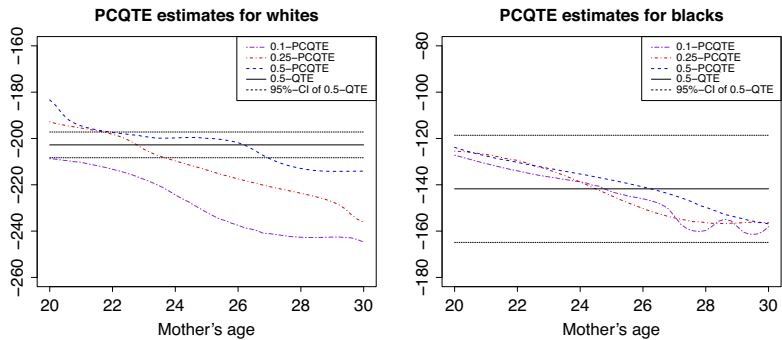 PCQTE estimates for whites
−160
−180
−200
−220
−240
−260
0.1−PCQTE
0.25−PCQTE
0.5−PCQTE
0.5−QTE
95%−CI of 0.5−QTE
20 22 24 26 28 30
Mother's age
PCQTE estimates for blacks
−80
−100
−120
−140
−160
−180
0.1−PCQTE
0.25−PCQTE
0.5−PCQTE
0.5−QTE
95%−CI of 0.5−QTE
20 22 24 26 28 30
Mother's age